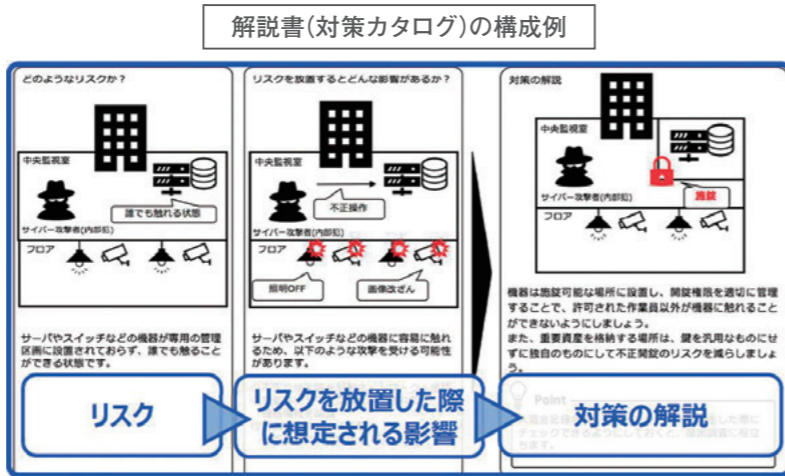 解説書(対策カタログ)の構成例
どのようなリスクか？
中央監視室
誰でも触れる状態
サイバー攻撃者(内部犯)
フロア
サーバやスイッチなどの機器が専用の管理
区画に設置されておらず、誰でも触ること
ができる状態です。
リスク
リスクを放置するとどんな影響があるか？
中央監視室
不正操作
サイバー攻撃者(内部犯)
フロア
照明OFF
画像改ざん
サーバやスイッチなどの機器に容易に触れ
るため、以下のような攻撃を受ける可能性
があります。
リスクを放置した際
に想定される影響
対策の解説
中央監視室
サイバー攻撃者(内部犯)
施錠
フロア
機器は施錠可能な場所に設置し、開錠権限を適切に管理
することで、許可された作業員以外が機器に触れること
ができないようにしましょう。
また、重要資産を格納する場所は、鍵を汎用なものにせ
ずに独自のものにして不正開錠のリスクを減らしましょ
う。
Point
対策の解説
チェックできるようにしておくと、
ちます。